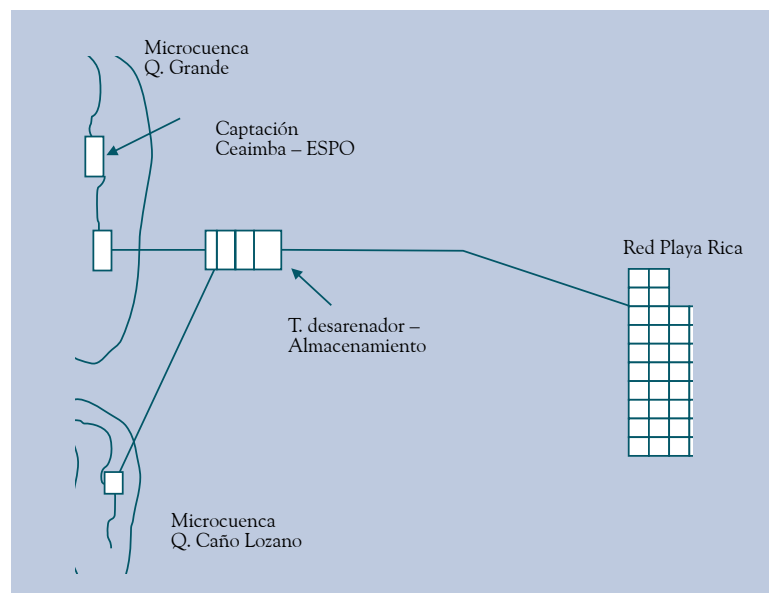 Microcuenca
Q. Grande
Captación
Ceaimba – ESPO
Red Playa Rica
T. desarenador –
Almacenamiento
Microcuenca
Q. Caño Lozano